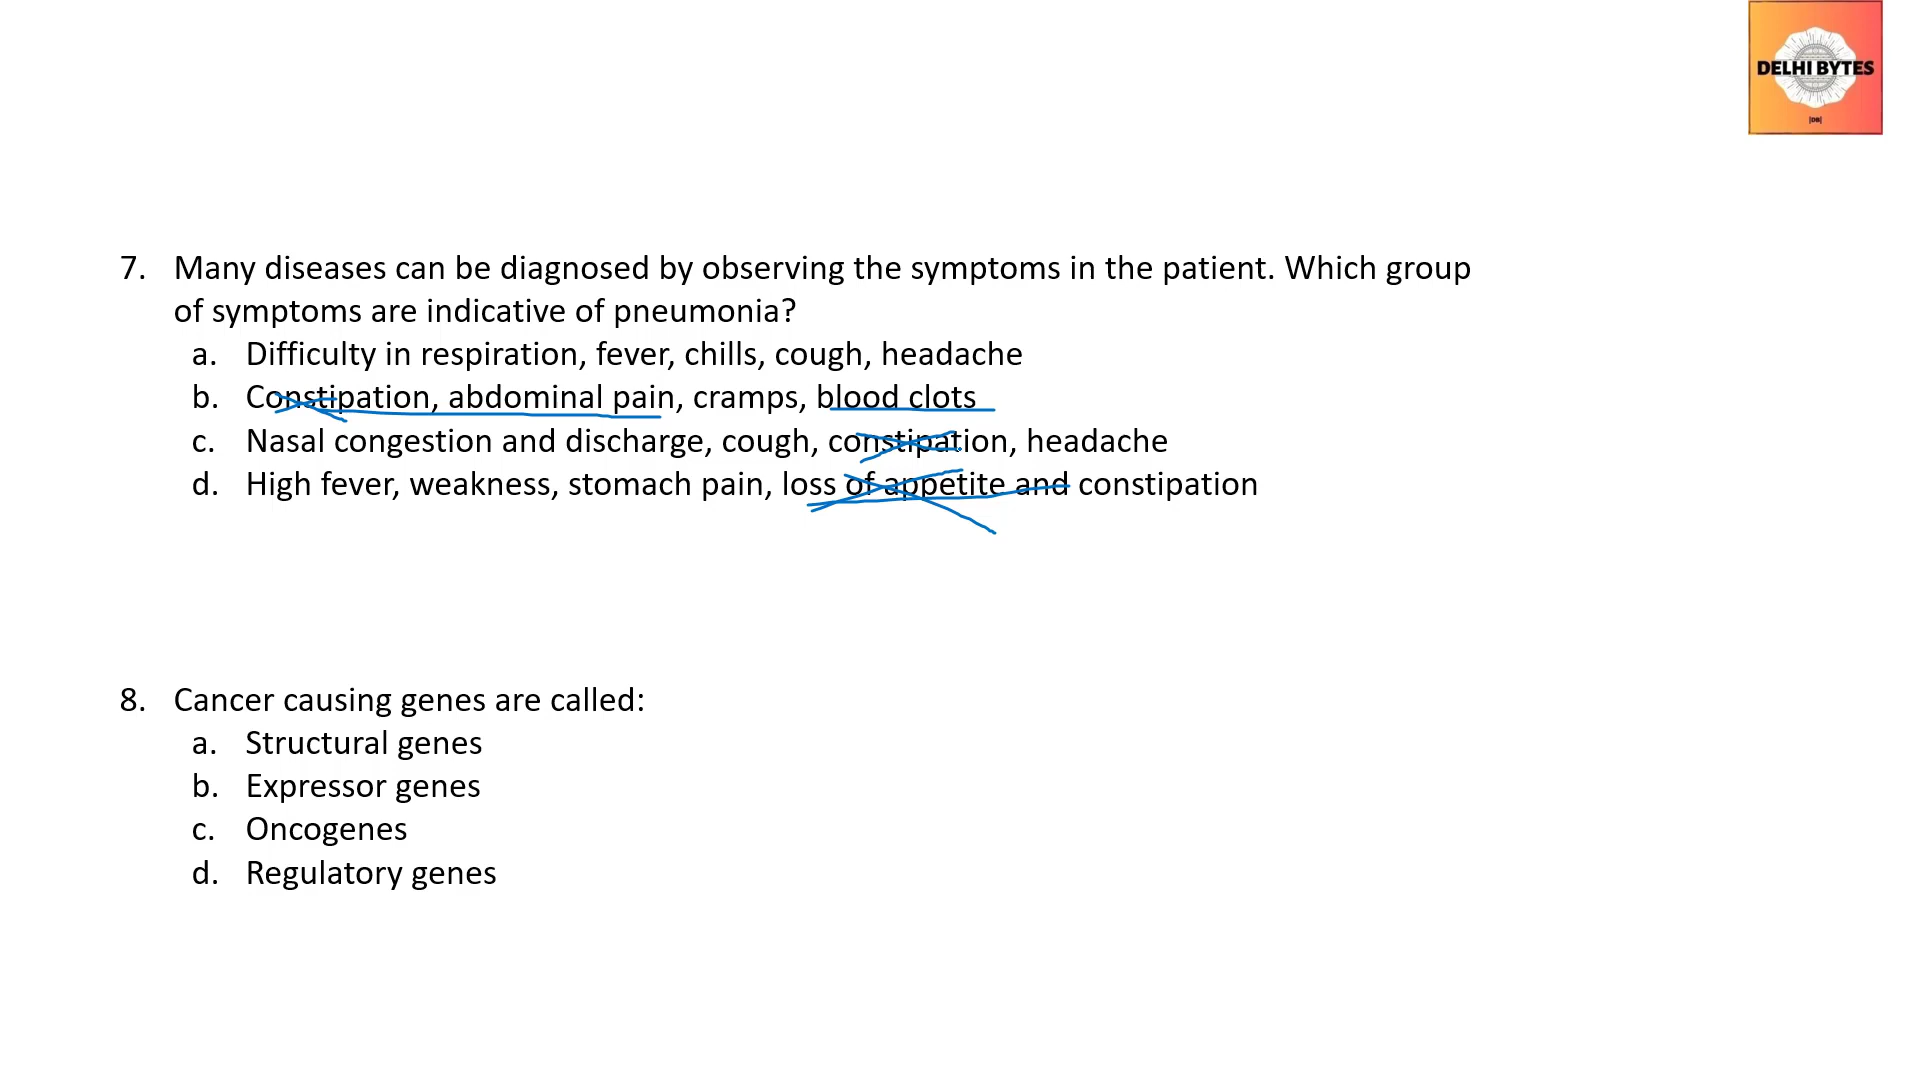 DELHI BYTES
|DB|
7. Many diseases can be diagnosed by observing the symptoms in the patient. Which group
of symptoms are indicative of pneumonia?
a. Difficulty in respiration, fever, chills, cough, headache
b. Constipation, abdominal pain, cramps, blood clots
c. Nasal congestion and discharge, cough, constipation, headache
d. High fever, weakness, stomach pain, loss of appetite and constipation
8. Cancer causing genes are called:
a. Structural genes
b. Expressor genes
c. Oncogenes
d. Regulatory genes